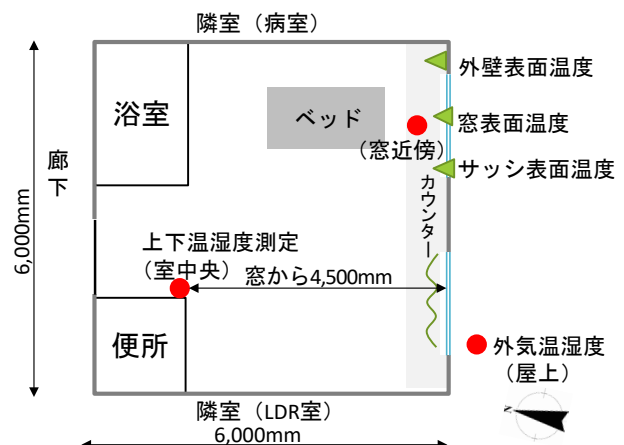 隣室（病室）
外壁表面温度
浴室
ベッド
窓表面温度
（窓近傍）
廊下
サッシ表面温度
カウンター
6,000mm
上下温湿度測定
（室中央）
窓から4,500mm
便所
外気温湿度
（屋上）
隣室（LDR室）
6,000mm
N